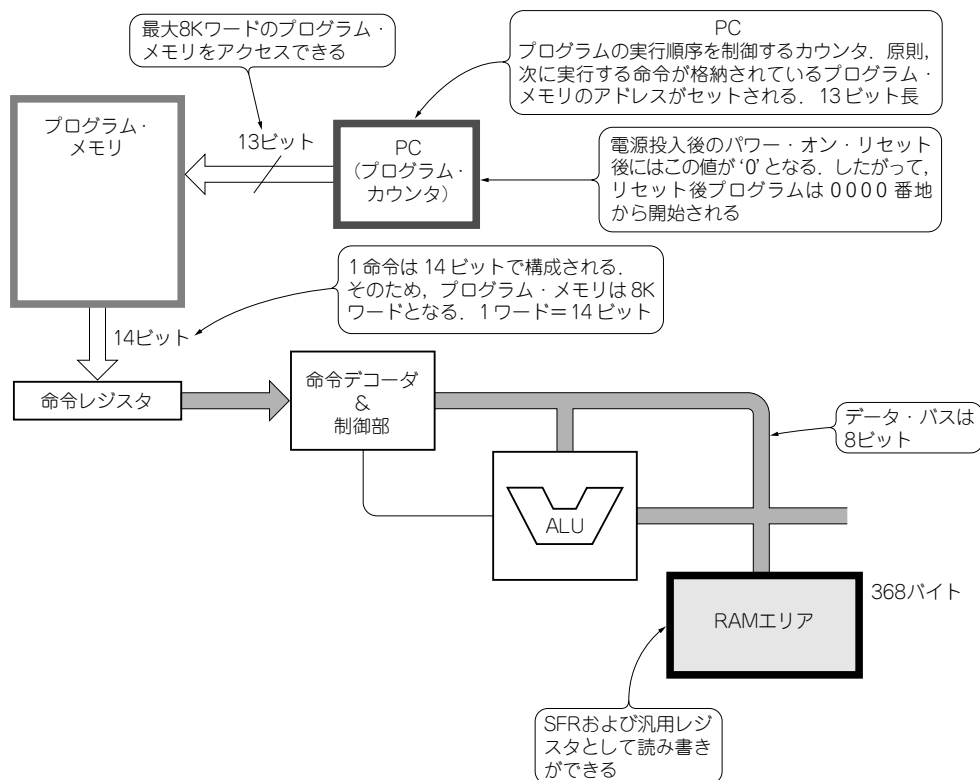 最大8Kワードのプログラム・
メモリをアクセスできる
PC
プログラムの実行順序を制御するカウンタ．原則，
次に実行する命令が格納されているプログラム・
メモリのアドレスがセットされる．13ビット長
プログラム・
メモリ
13ビット
PC
（プログラム・
カウンタ）
電源投入後のパワー・オン・リセット
後にはこの値が‘0’となる．したがって，
リセット後プログラムは0000番地
から開始される
1命令は14ビットで構成される．
そのため，プログラム・メモリは8K
ワードとなる．1ワード＝14ビット
14ビット
命令レジスタ
命令デコーダ
&
制御部
データ・バスは
8ビット
ALU
368バイト
RAMエリア
SFRおよび汎用レジ
スタとして読み書き
ができる